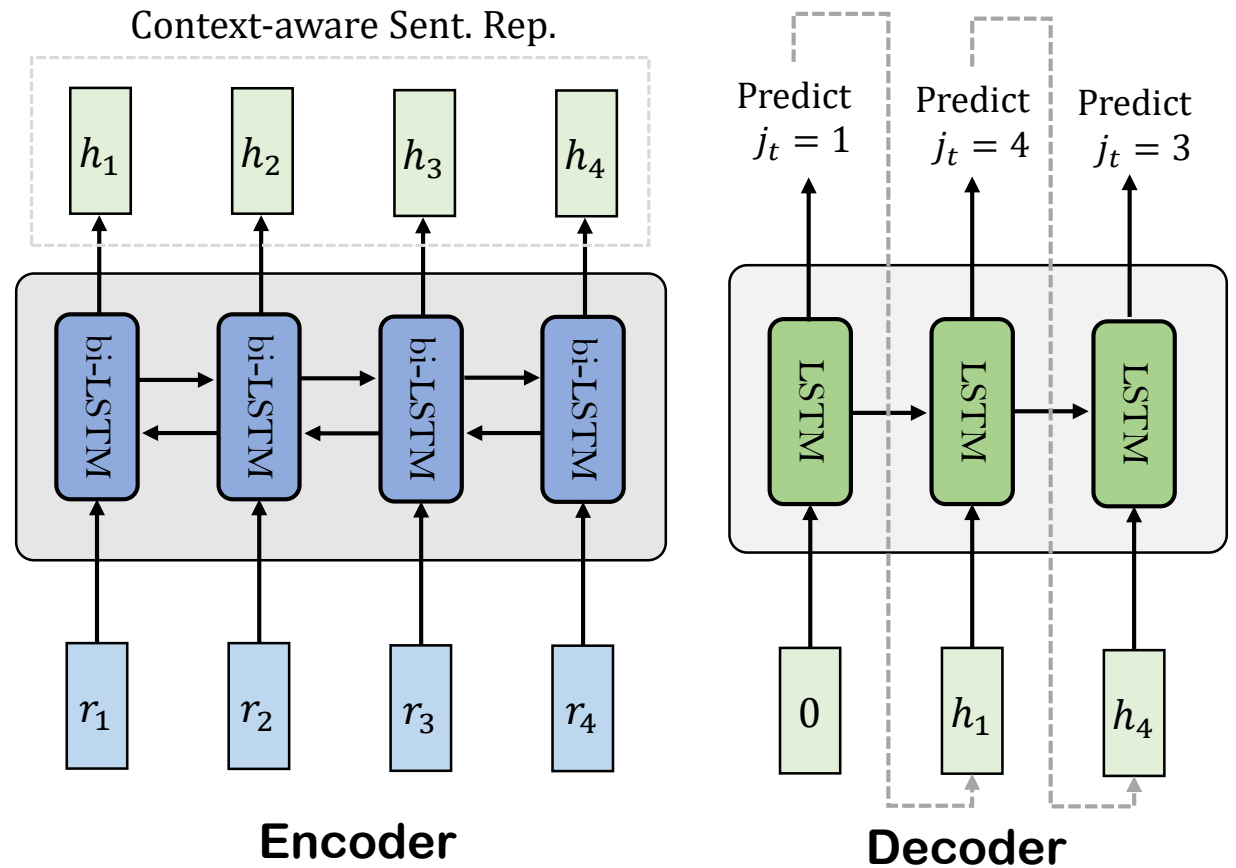 Context-aware Sent. Rep.
h₁ h₂ h₃ h₄
bi-LSTM bi-LSTM bi-LSTM bi-LSTM
r₁ r₂ r₃ r₄
Encoder
Predict
jₜ = 1
Predict
jₜ = 4
Predict
jₜ = 3
LSTM LSTM LSTM
0 h₁ h₄
Decoder